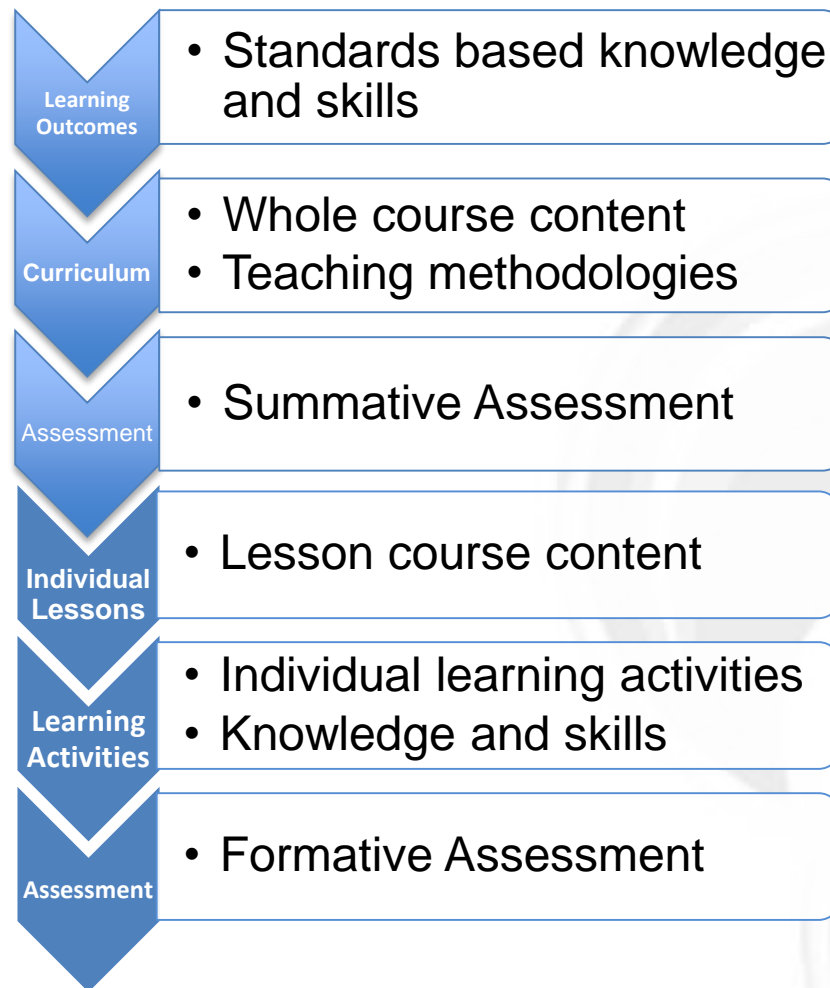 Learning
Outcomes
• Standards based knowledge
and skills
Curriculum
• Whole course content
• Teaching methodologies
Assessment
• Summative Assessment
Individual
Lessons
• Lesson course content
Learning
Activities
• Individual learning activities
• Knowledge and skills
Assessment
• Formative Assessment